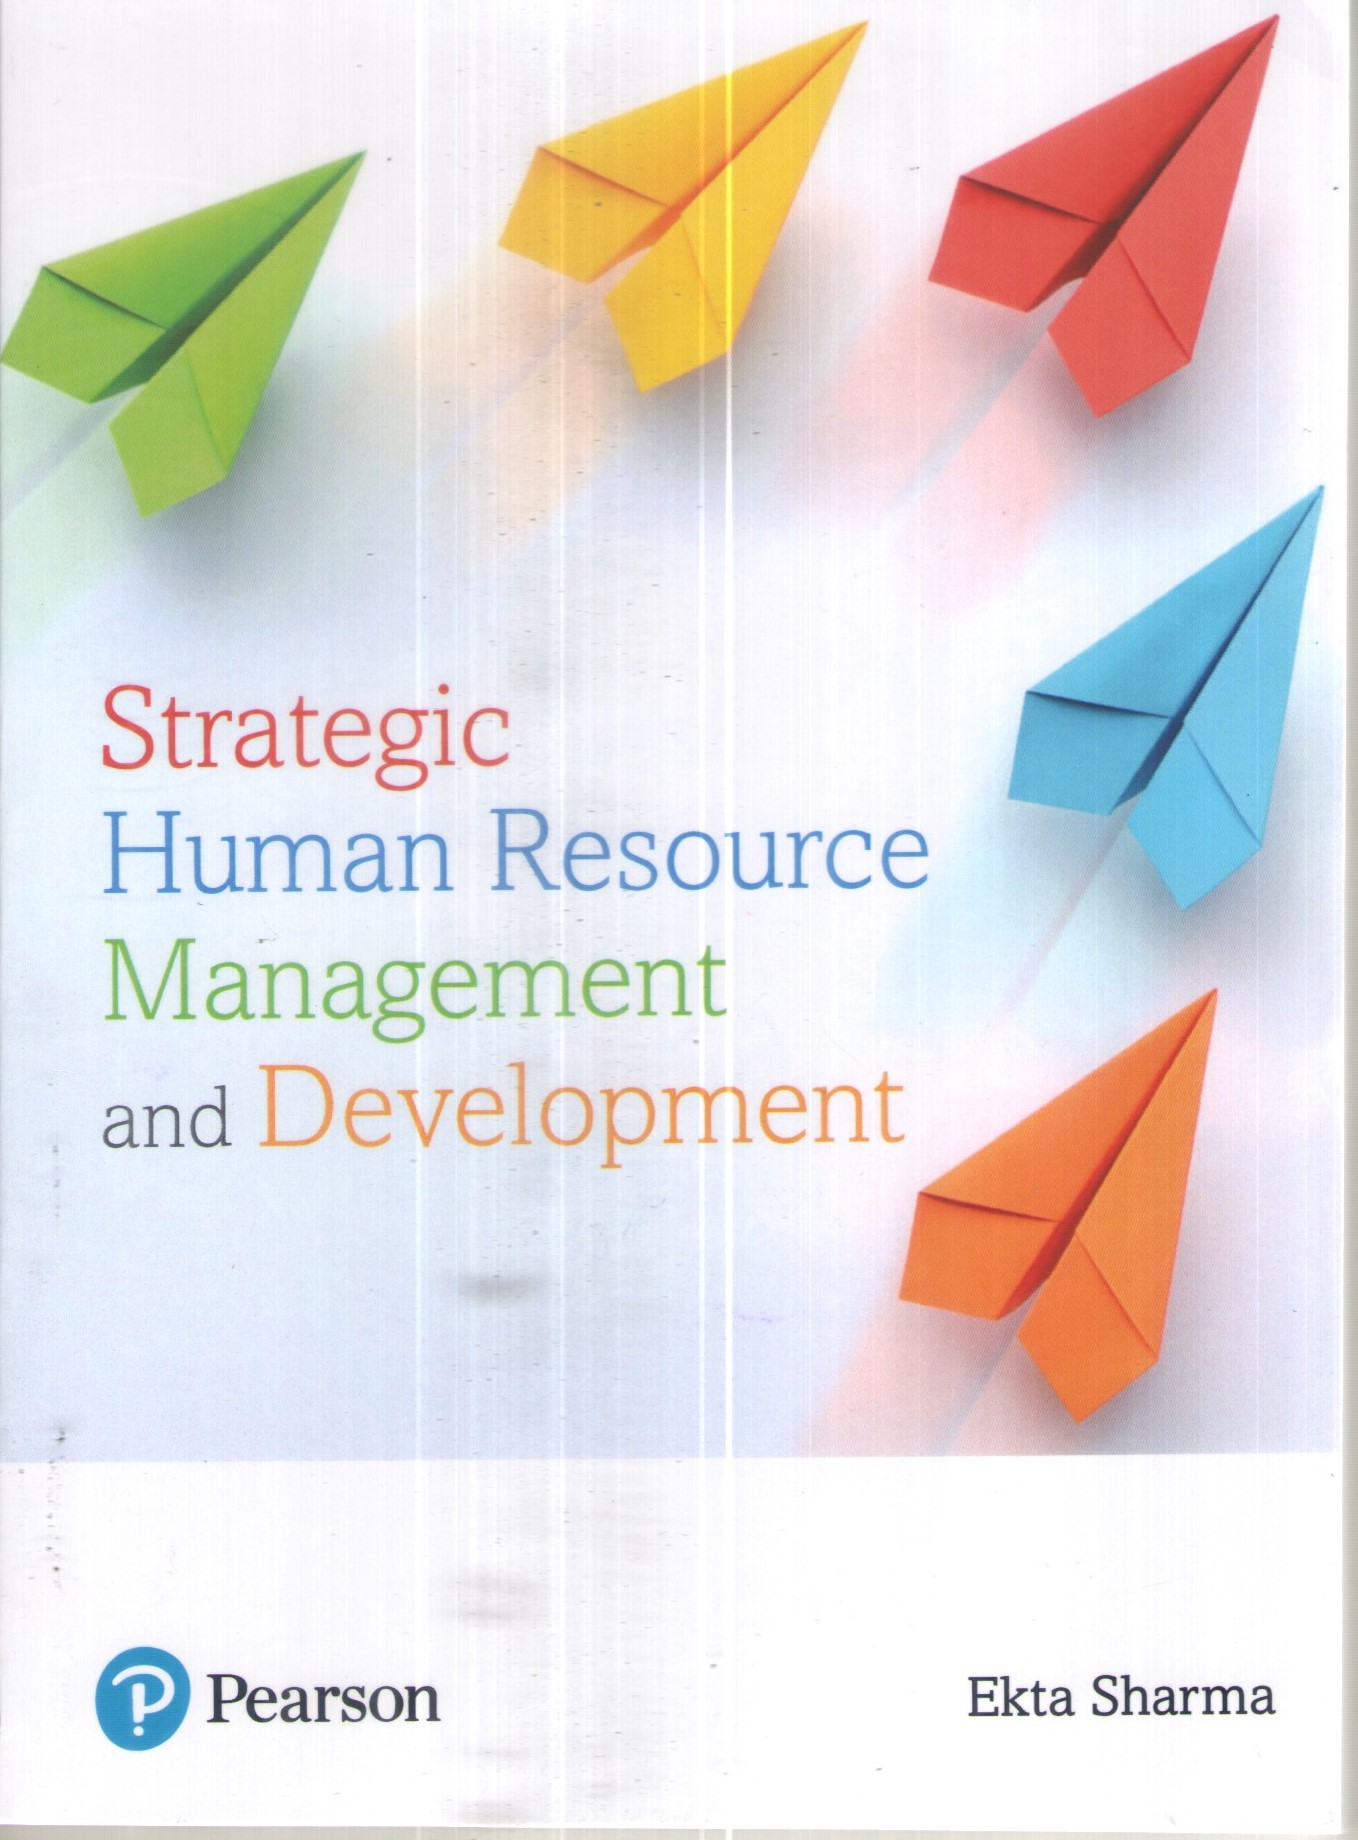 Strategic
Human Resource
Management
and Development
Pearson
Ekta Sharma